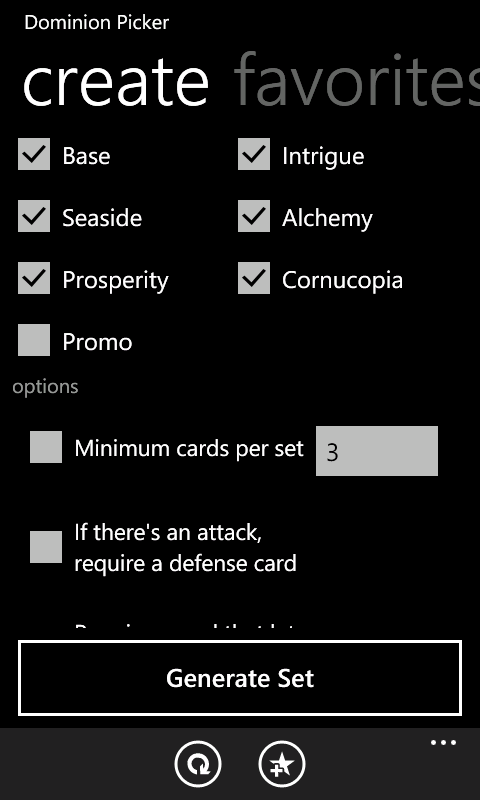 Dominion Picker
create favorites
Base Intrigue
Seaside Alchemy
Prosperity Cornucopia
Promo
options
Minimum cards per set 3
If there's an attack,
require a defense card
Generate Set